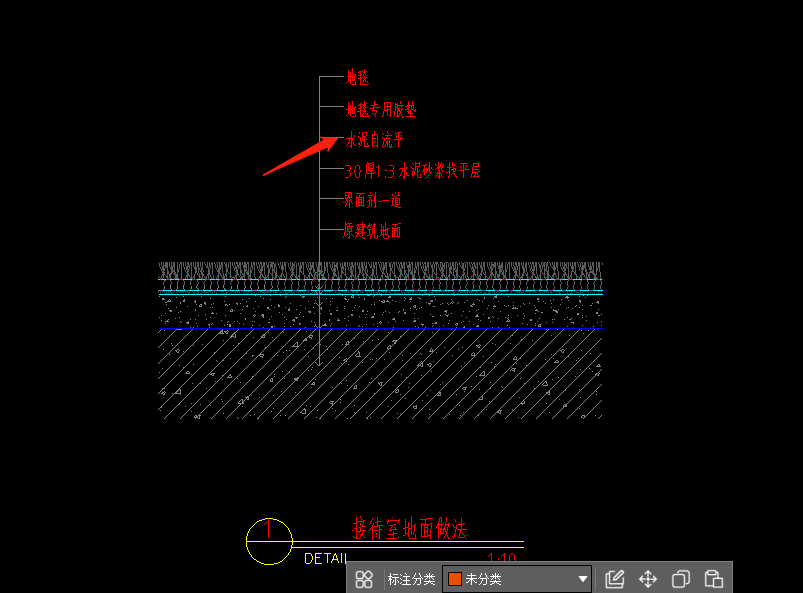 地毯
地毯专用胶垫
水泥自流平
30厚1:3水泥砂浆找平层
界面剂一道
原建筑地面
1
接待室地面做法
DETAIL
1:10
标注分类
未分类